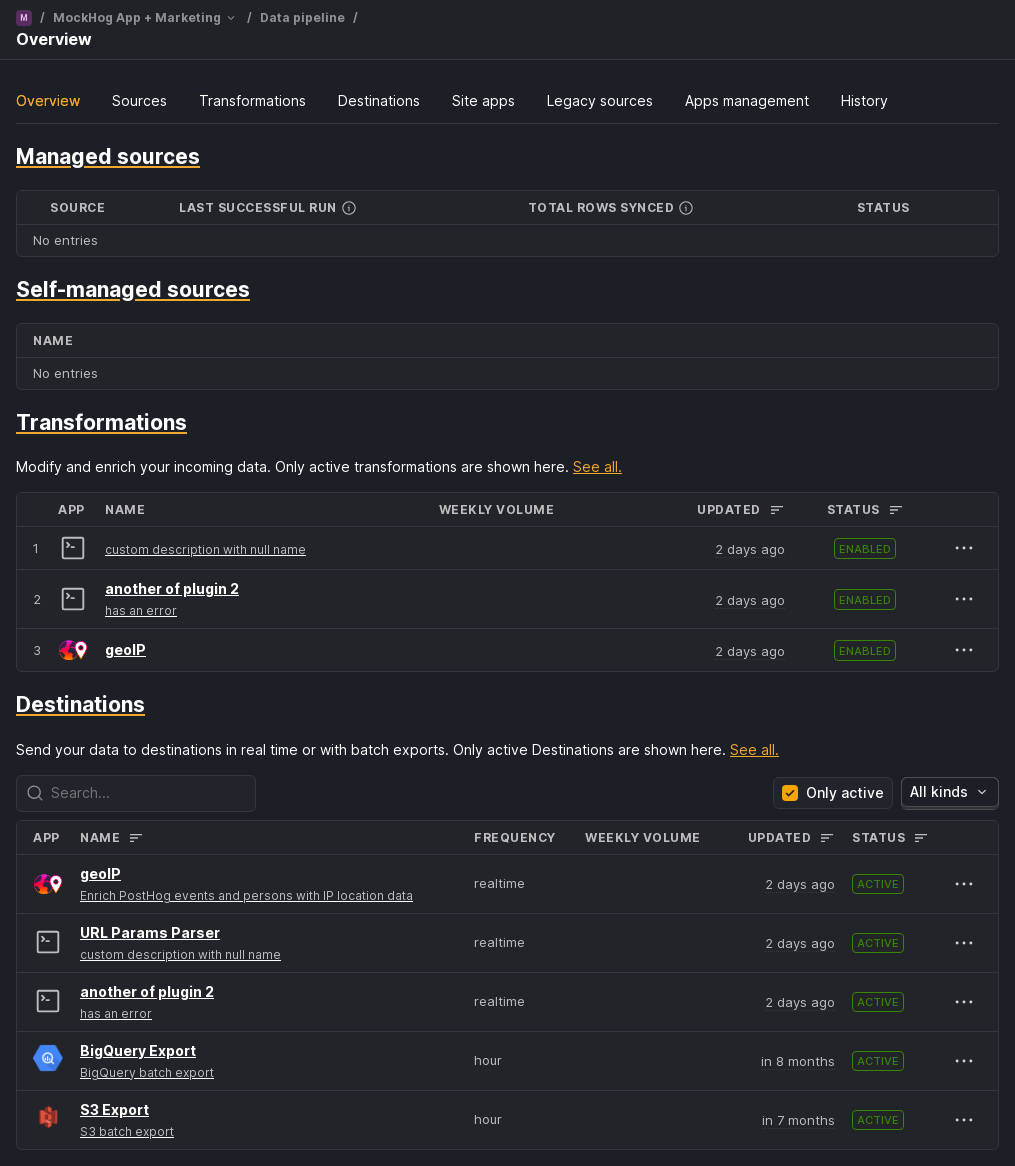 M / MockHog App + Marketing / Data pipeline /
Overview
Overview Sources Transformations Destinations Site apps Legacy sources Apps management History
Managed sources
SOURCE LAST SUCCESSFUL RUN TOTAL ROWS SYNCED STATUS
No entries
Self-managed sources
NAME
No entries
Transformations
Modify and enrich your incoming data. Only active transformations are shown here. See all.
APP NAME WEEKLY VOLUME UPDATED STATUS
1 custom description with null name 2 days ago ENABLED
another of plugin 2
2 has an error 2 days ago ENABLED
3 geoIP 2 days ago ENABLED
Destinations
Send your data to destinations in real time or with batch exports. Only active Destinations are shown here. See all.
Search... Only active All kinds
APP NAME FREQUENCY WEEKLY VOLUME UPDATED STATUS
geoIP
Enrich PostHog events and persons with IP location data realtime 2 days ago ACTIVE
URL Params Parser
custom description with null name realtime 2 days ago ACTIVE
another of plugin 2
has an error realtime 2 days ago ACTIVE
BigQuery Export
BigQuery batch export hour in 8 months ACTIVE
S3 Export
S3 batch export hour in 7 months ACTIVE